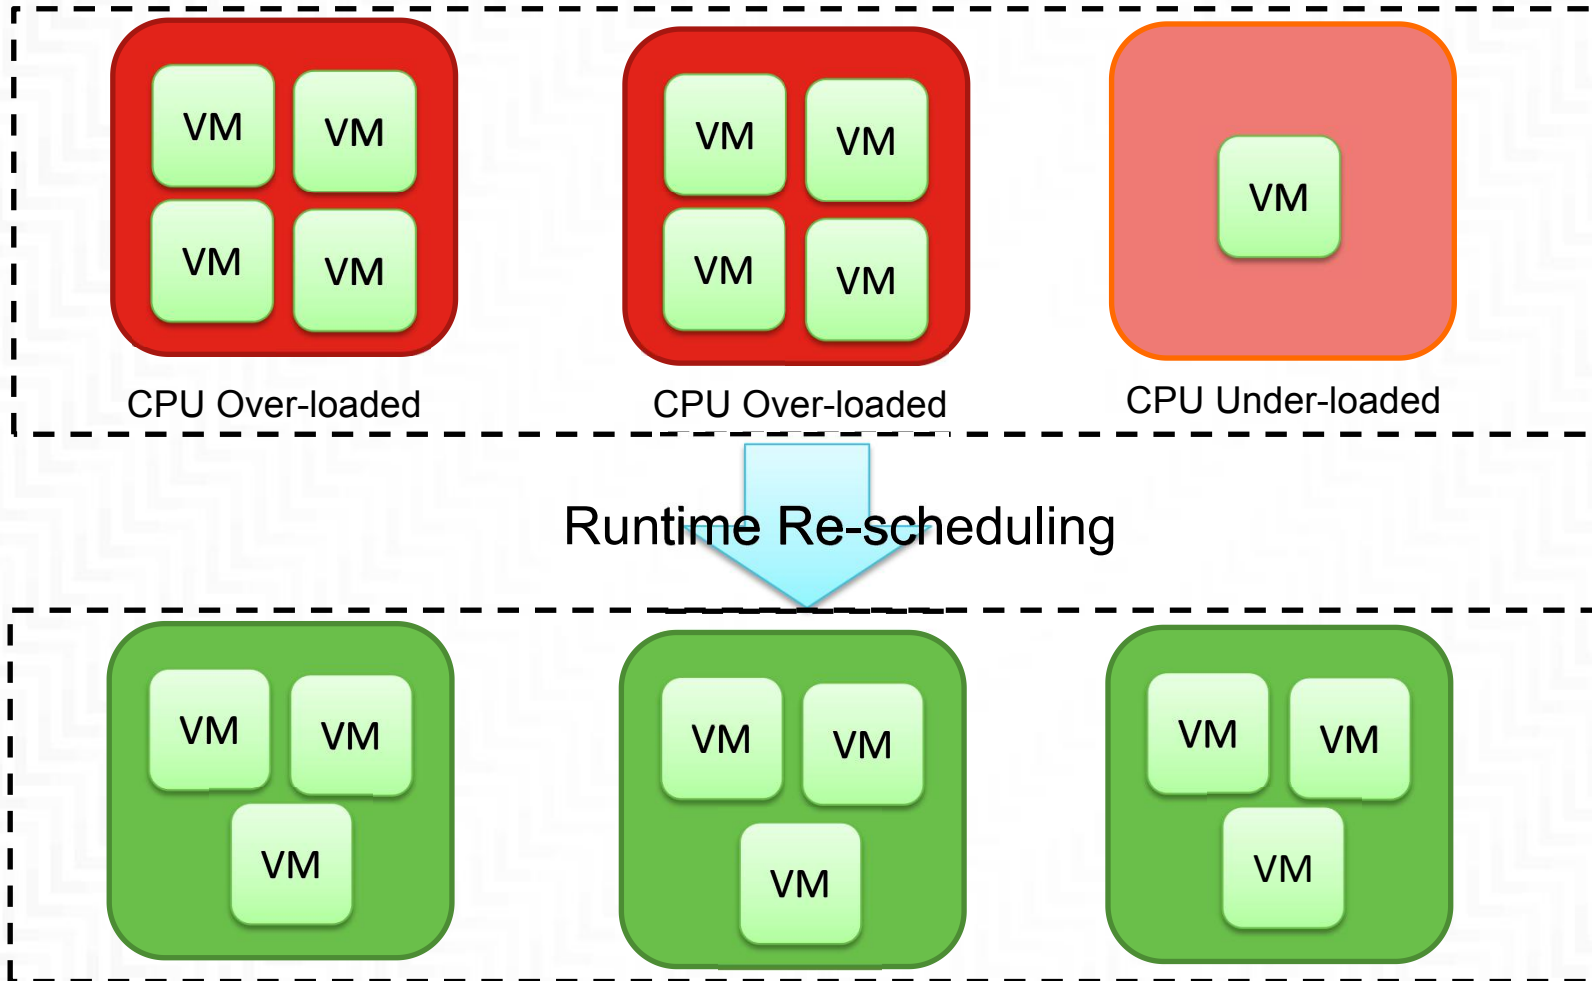 VM VM VM VM VM
VM VM VM VM
CPU Over-loaded CPU Over-loaded CPU Under-loaded
Runtime Re-scheduling
VM VM VM VM VM VM
VM VM VM